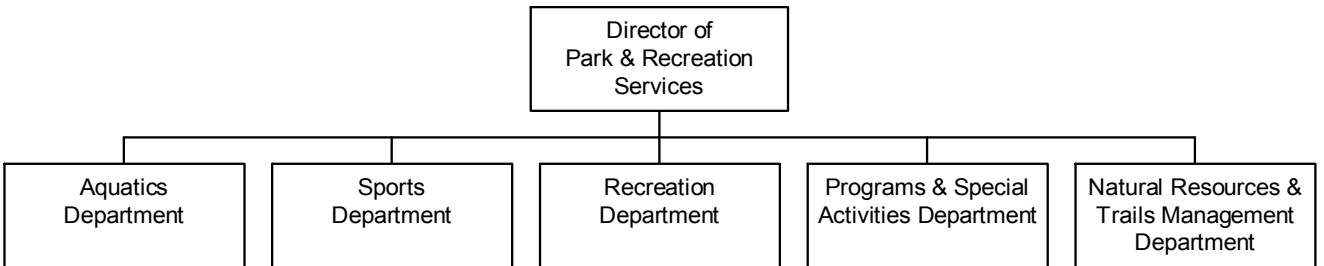 Director of
Park & Recreation
Services
Aquatics
Department
Sports
Department
Recreation
Department
Programs & Special
Activities Department
Natural Resources &
Trails Management
Department